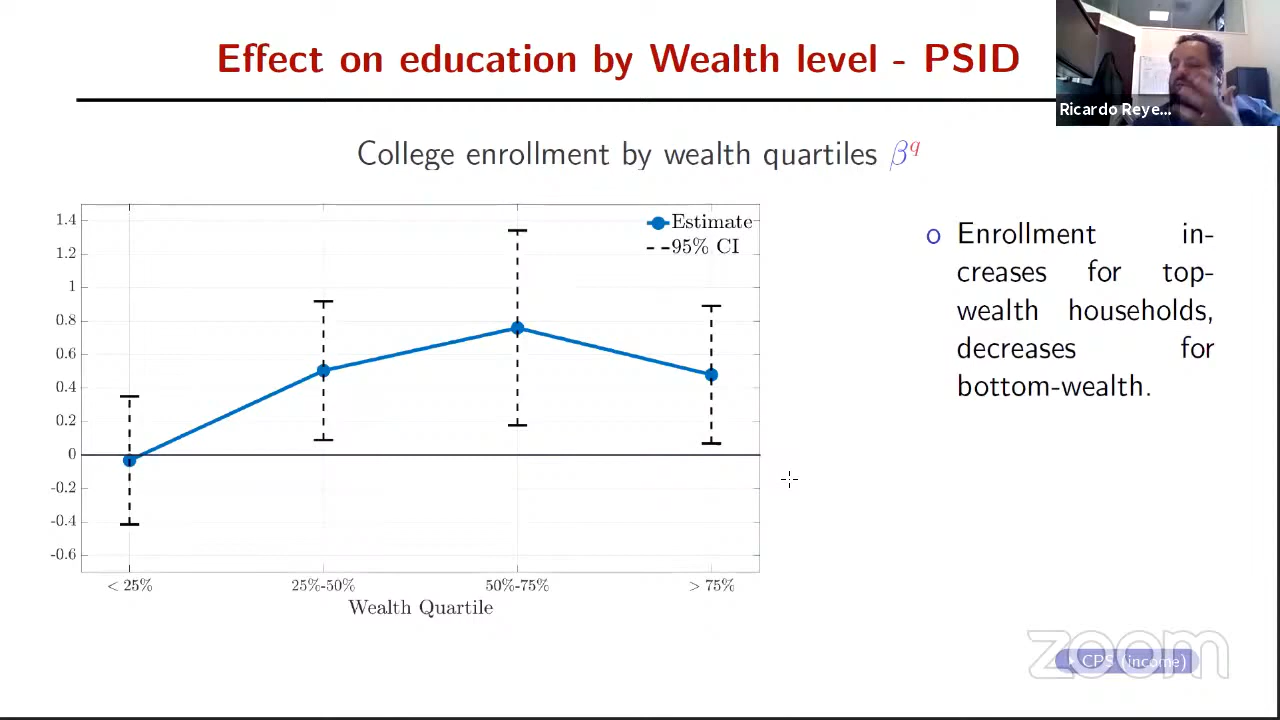 Effect on education by Wealth level - PSID
Ricardo Reye...
College enrollment by wealth quartiles β^q
1.4
1.2
1
0.8
0.6
0.4
0.2
0
-0.2
-0.4
-0.6
Estimate
95% CI
< 25%
25%-50%
50%-75%
> 75%
Wealth Quartile
o Enrollment in-
creases for top-
wealth households,
decreases for
bottom-wealth.
zoom
CPS (income)